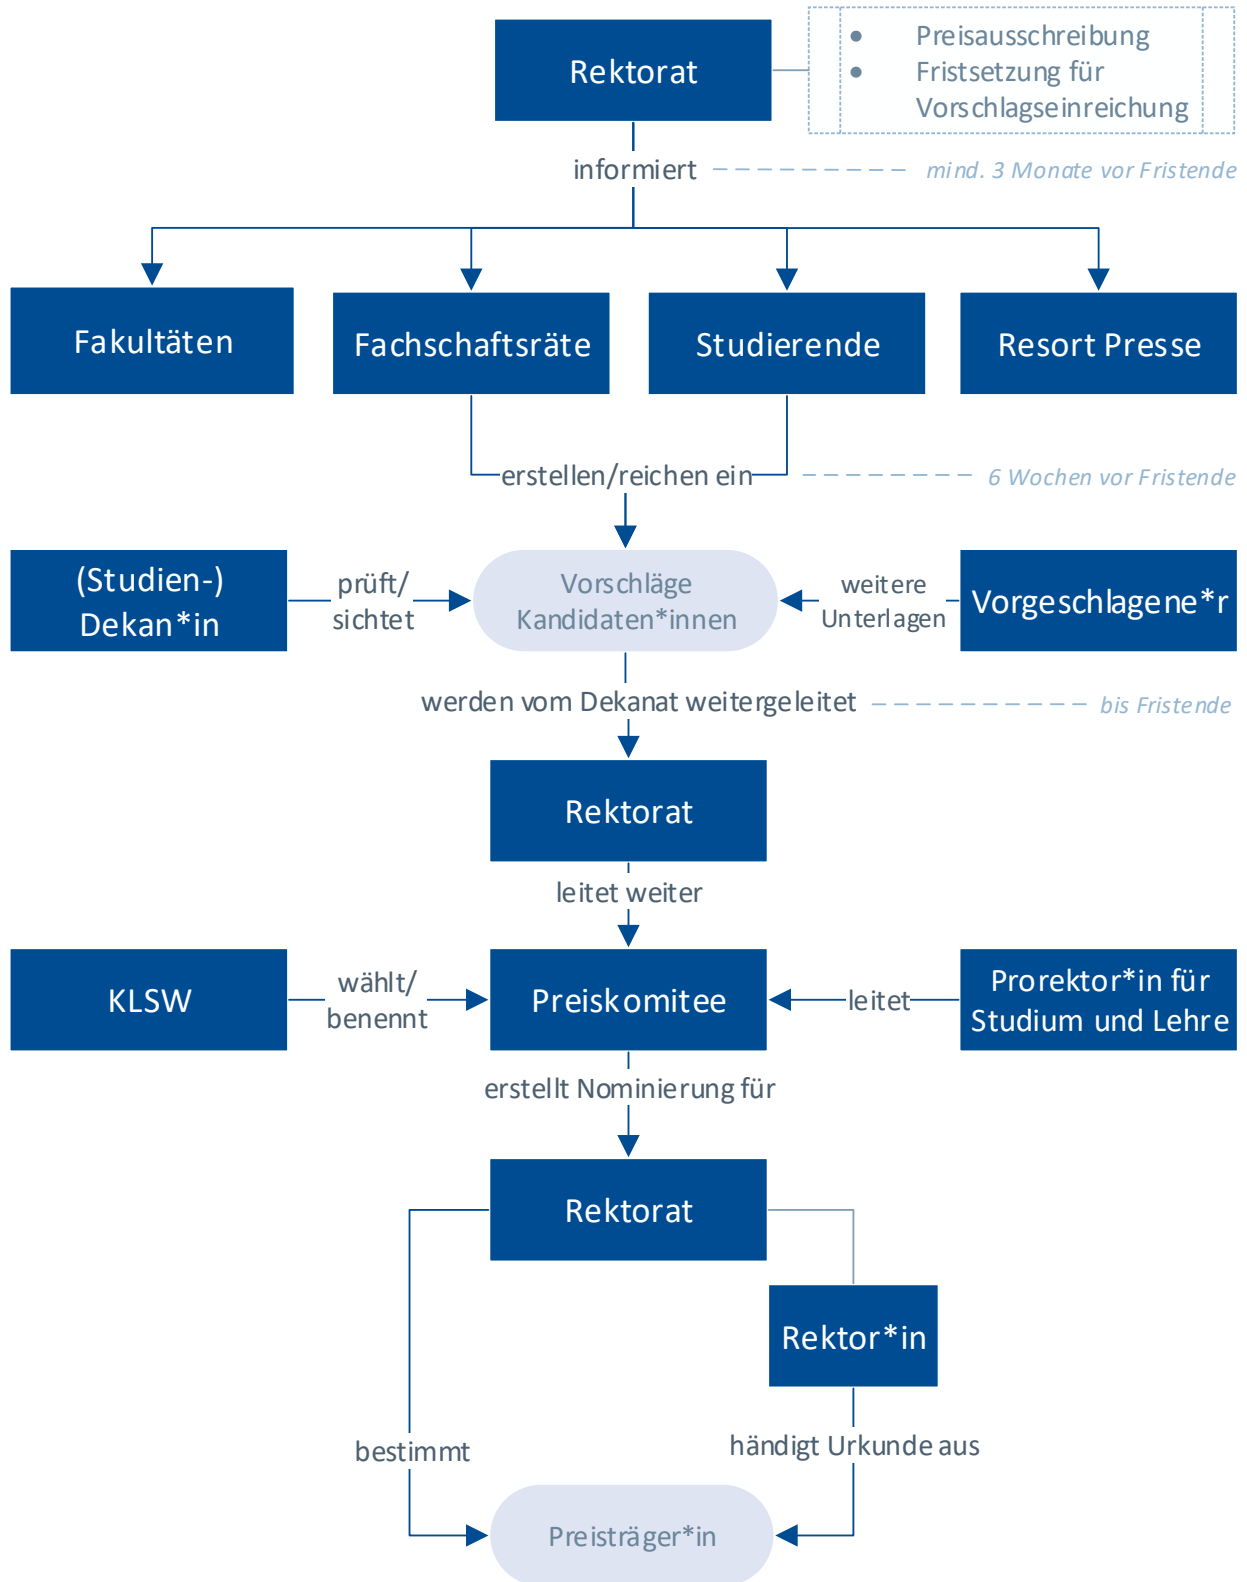 Rektorat
● Preisausschreibung
● Fristsetzung für
Vorschlagseinreichung
informiert
mind. 3 Monate vor Fristende
Fakultäten
Fachschaftsräte
Studierende
Resort Presse
erstellen/reichen ein
6 Wochen vor Fristende
(Studien-)
Dekan*in
prüft/
sichtet
Vorschläge
Kandidaten*innen
weitere
Unterlagen
Vorgeschlagene*r
werden vom Dekanat weitergeleitet
bis Fristende
Rektorat
leitet weiter
KLSW
wählt/
benennt
Preiskomitee
leitet
Prorektor*in für
Studium und Lehre
erstellt Nominierung für
Rektorat
Rektor*in
bestimmt
händigt Urkunde aus
Preisträger*in